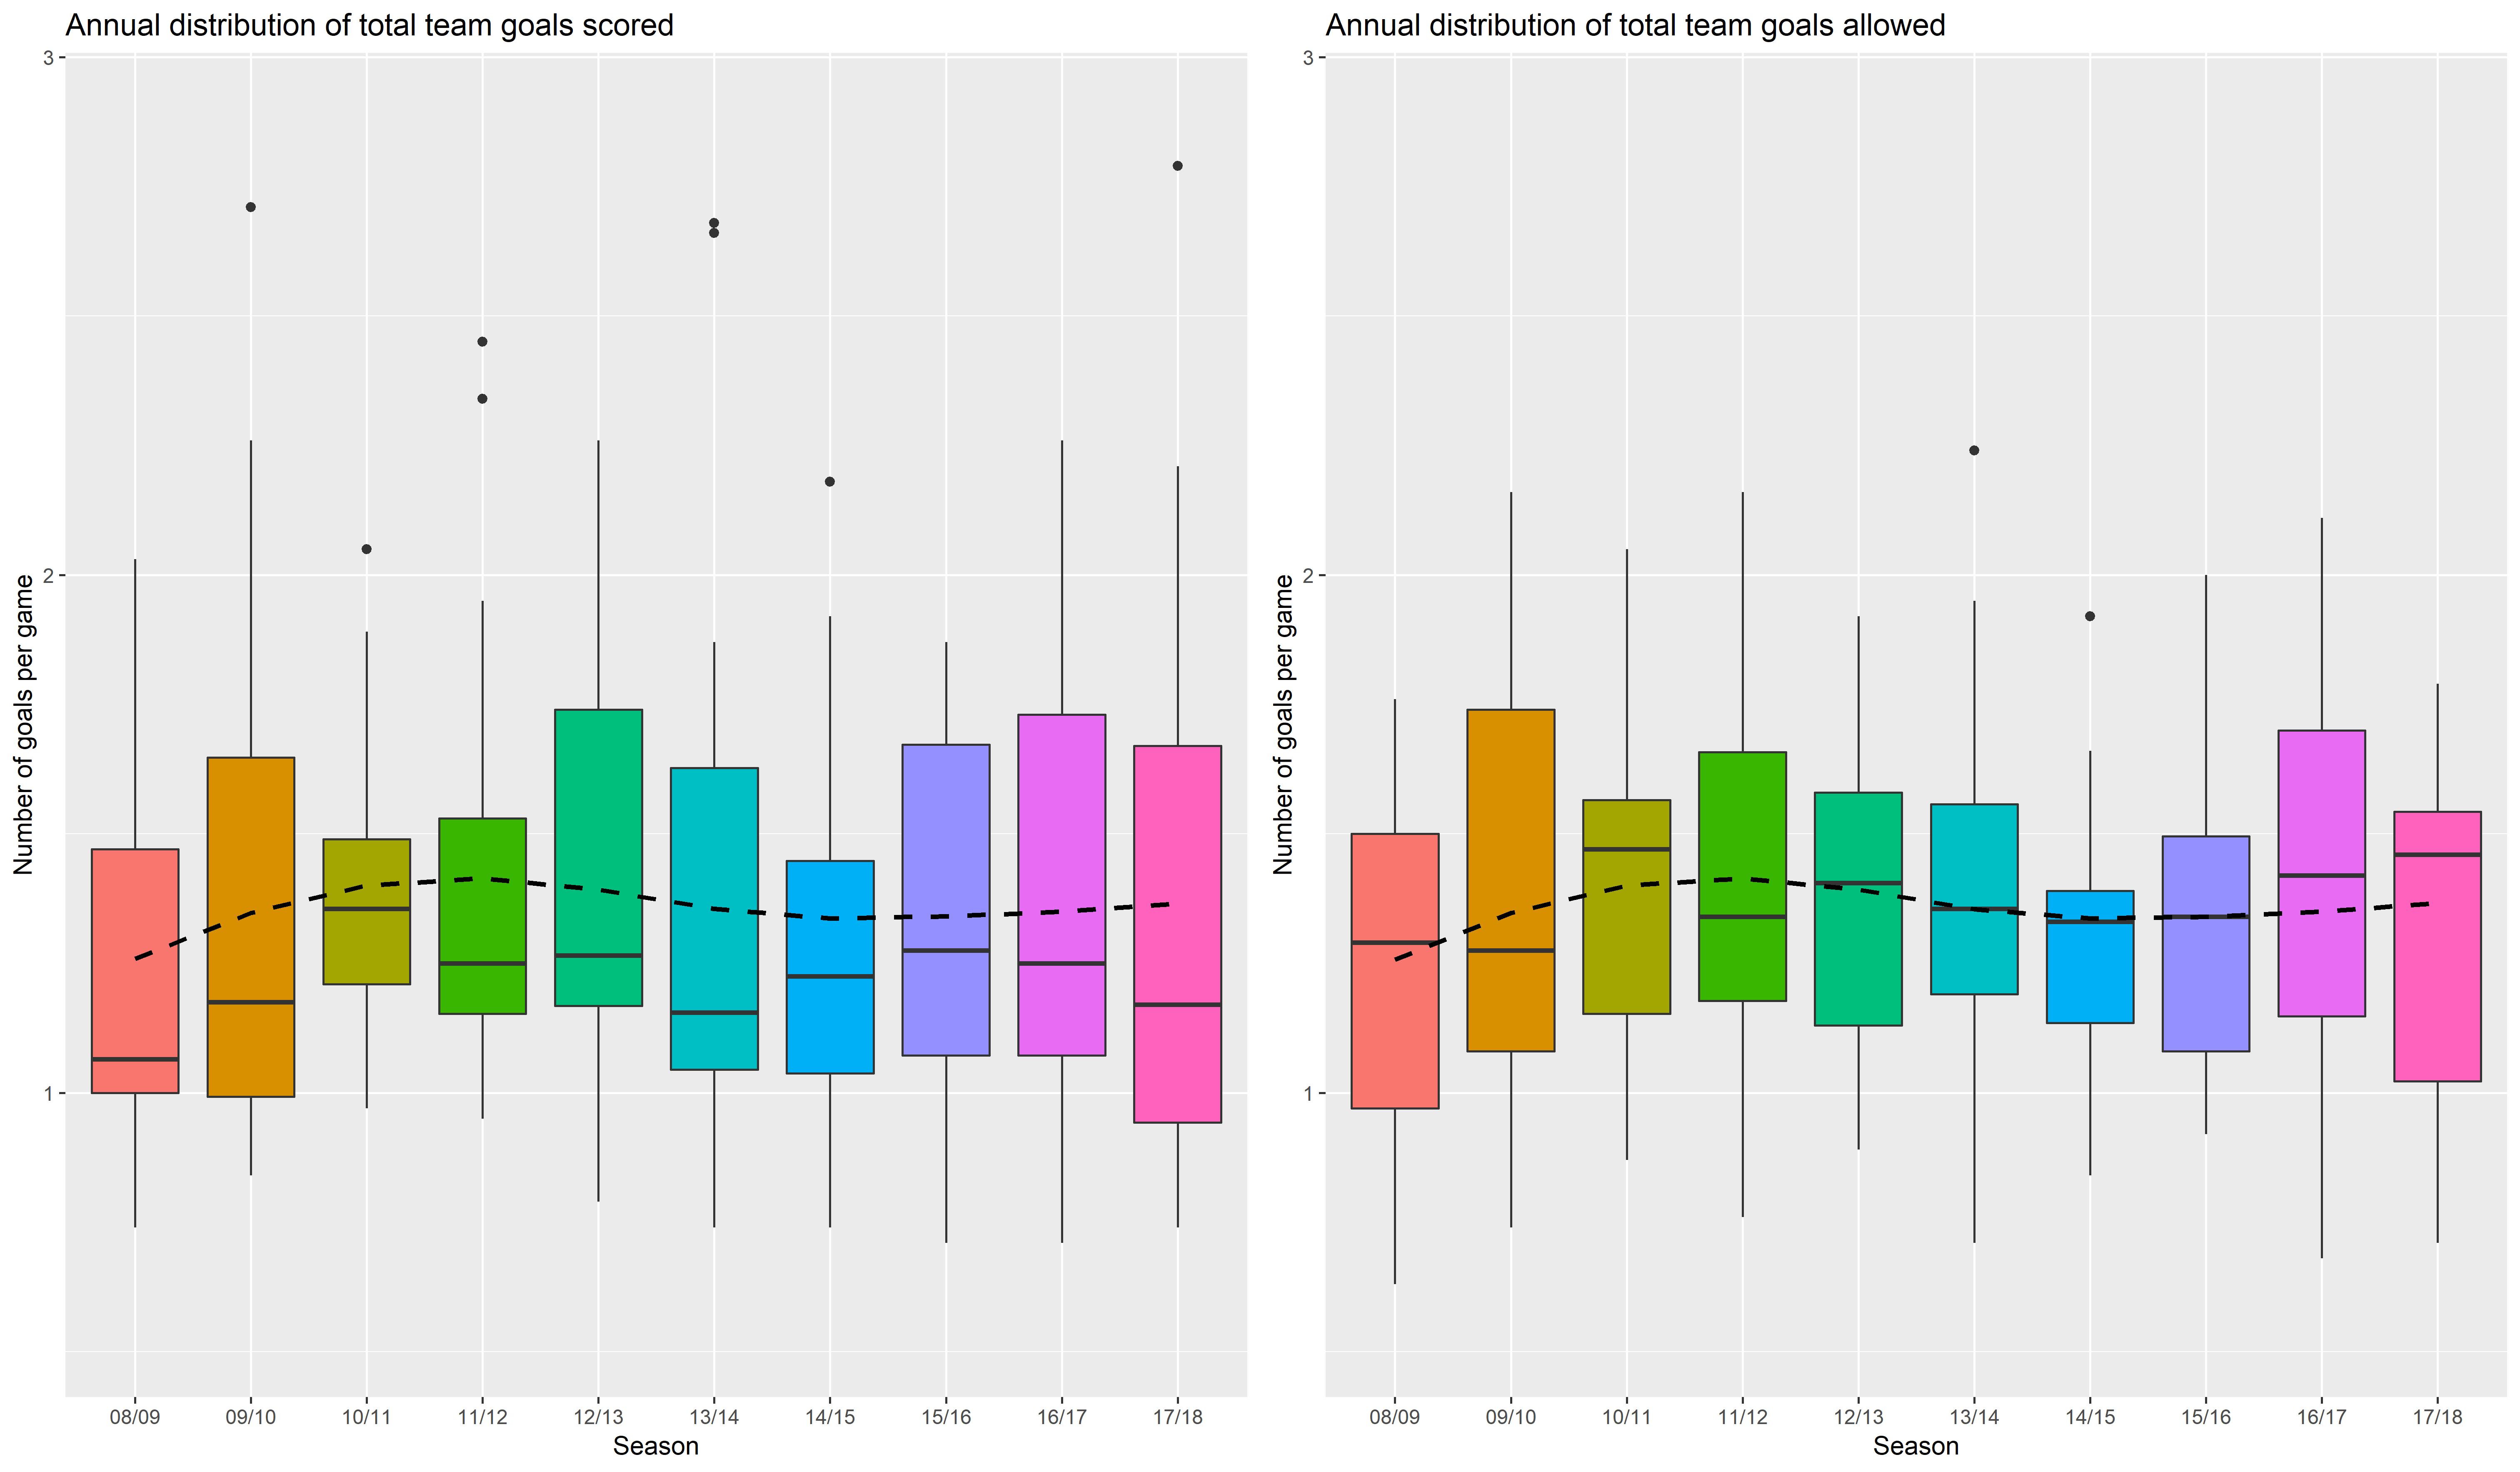 Annual distribution of total team goals scored
Number of goals per game
3
2
1
08/09 09/10 10/11 11/12 12/13 13/14 14/15 15/16 16/17 17/18
Season
Annual distribution of total team goals allowed
Number of goals per game
3
2
1
08/09 09/10 10/11 11/12 12/13 13/14 14/15 15/16 16/17 17/18
Season